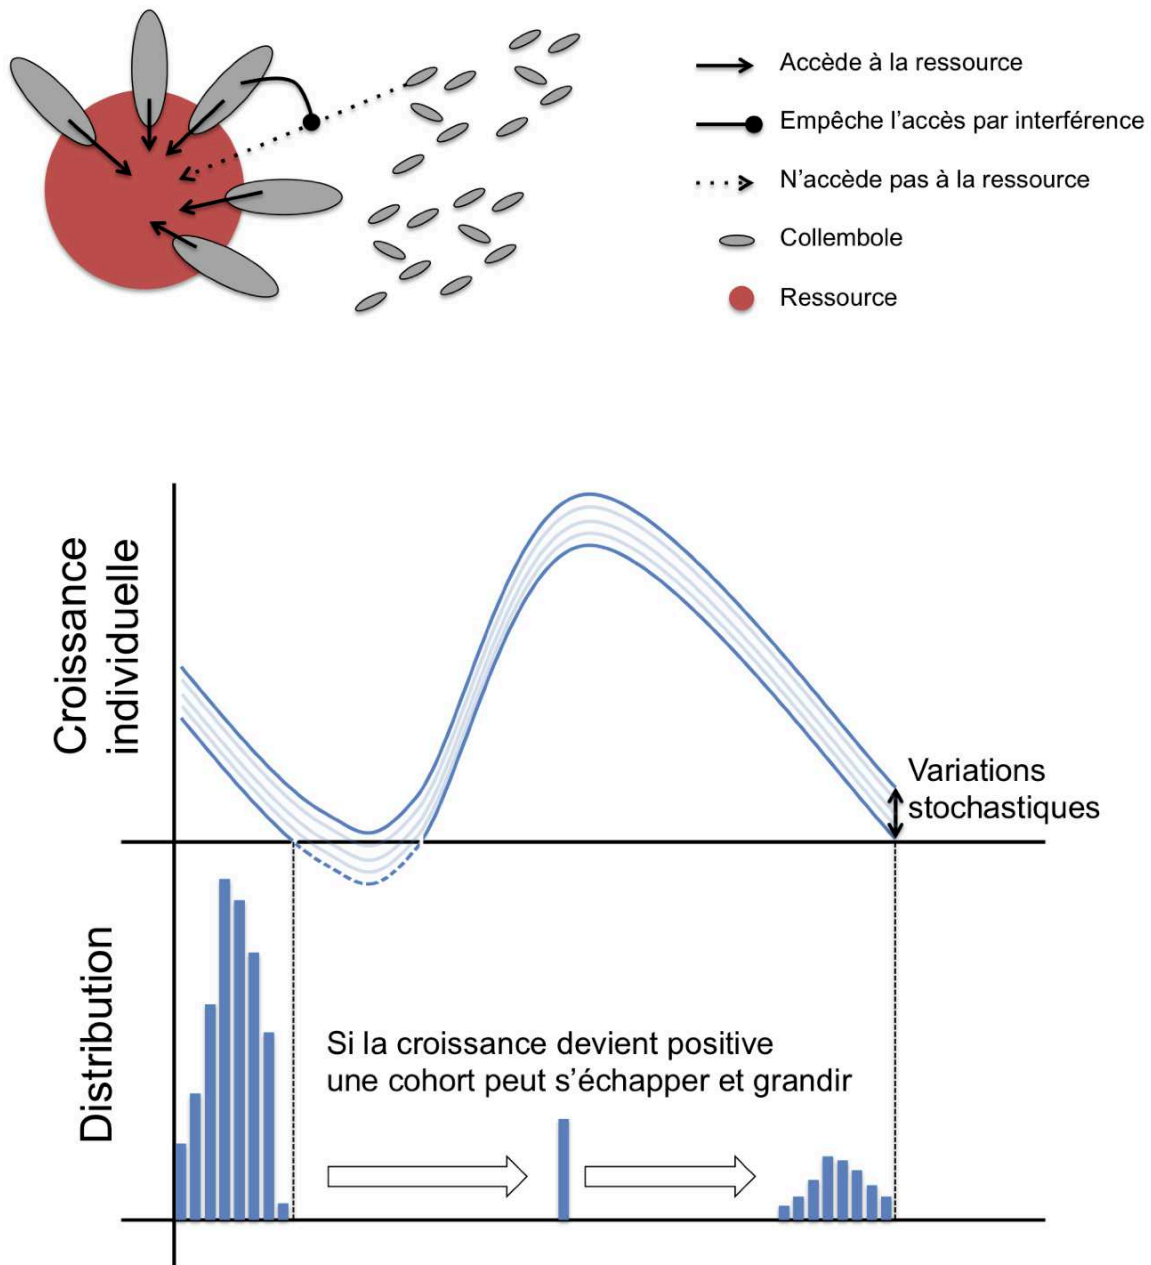 Accède à la ressource
Empêche l'accès par interférence
N'accède pas à la ressource
Collembole
Ressource
Croissance
individuelle
Variations
stochastiques
Distribution
Si la croissance devient positive
une cohort peut s'échapper et grandir